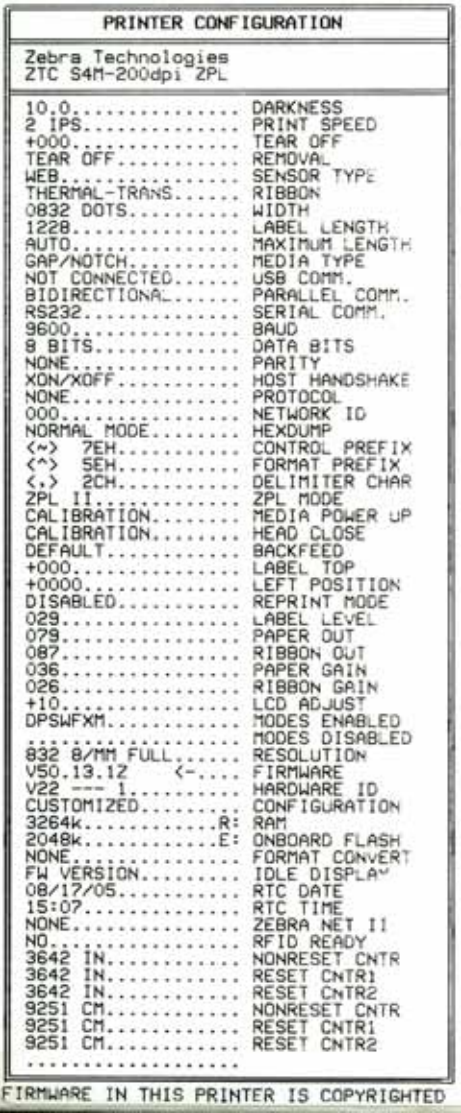 PRINTER CONFIGURATION
Zebra Technologies
ZTC S4M-200dpi ZPL
10.0............... DARKNESS
2 IPS.............. PRINT SPEED
+000............... TEAR OFF
TEAR OFF........... REMOVAL
WEB................ SENSOR TYPE
THERMAL-TRANS...... RIBBON
0832 DOTS.......... WIDTH
1228............... LABEL LENGTH
AUTO............... MAXIMUM LENGTH
GAP/NOTCH.......... MEDIA TYPE
NOT CONNECTED...... USB COMM.
BIDIRECTIONAL...... PARALLEL COMM.
RS232.............. SERIAL COMM.
9600............... BAUD
8 BITS............. DATA BITS
NONE............... PARITY
XON/XOFF........... HOST HANDSHAKE
NONE............... PROTOCOL
000................ NETWORK ID
NORMAL MODE........ HEXDUMP
<~> 7EH............ CONTROL PREFIX
<^> 5EH............ FORMAT PREFIX
<,> 2CH............ DELIMITER CHAR
ZPL II............. ZPL MODE
CALIBRATION........ MEDIA POWER UP
CALIBRATION........ HEAD CLOSE
DEFAULT............ BACKFEED
+000............... LABEL TOP
+0000.............. LEFT POSITION
DISABLED........... REPRINT MODE
029................ LABEL LEVEL
079................ PAPER OUT
087................ RIBBON OUT
036................ PAPER GAIN
026................ RIBBON GAIN
+10................ LCD ADJUST
DPSWFXM............ MODES ENABLED
................... MODES DISABLED
832 8/MM FULL...... RESOLUTION
V50.13.1Z <-.... FIRMWARE
V22 --- 1.......... HARDWARE ID
CUSTOMIZED......... CONFIGURATION
3264k............R: RAM
2048k............E: ONBOARD FLASH
NONE............... FORMAT CONVERT
FW VERSION......... IDLE DISPLAY
08/17/05........... RTC DATE
15:07.............. RTC TIME
NONE............... ZEBRA NET II
NO................. RFID READY
3642 IN............ NONRESET CNTR
3642 IN............ RESET CNTR1
3642 IN............ RESET CNTR2
9251 CM............ NONRESET CNTR
9251 CM............ RESET CNTR1
9251 CM............ RESET CNTR2
...................
FIRMWARE IN THIS PRINTER IS COPYRIGHTED